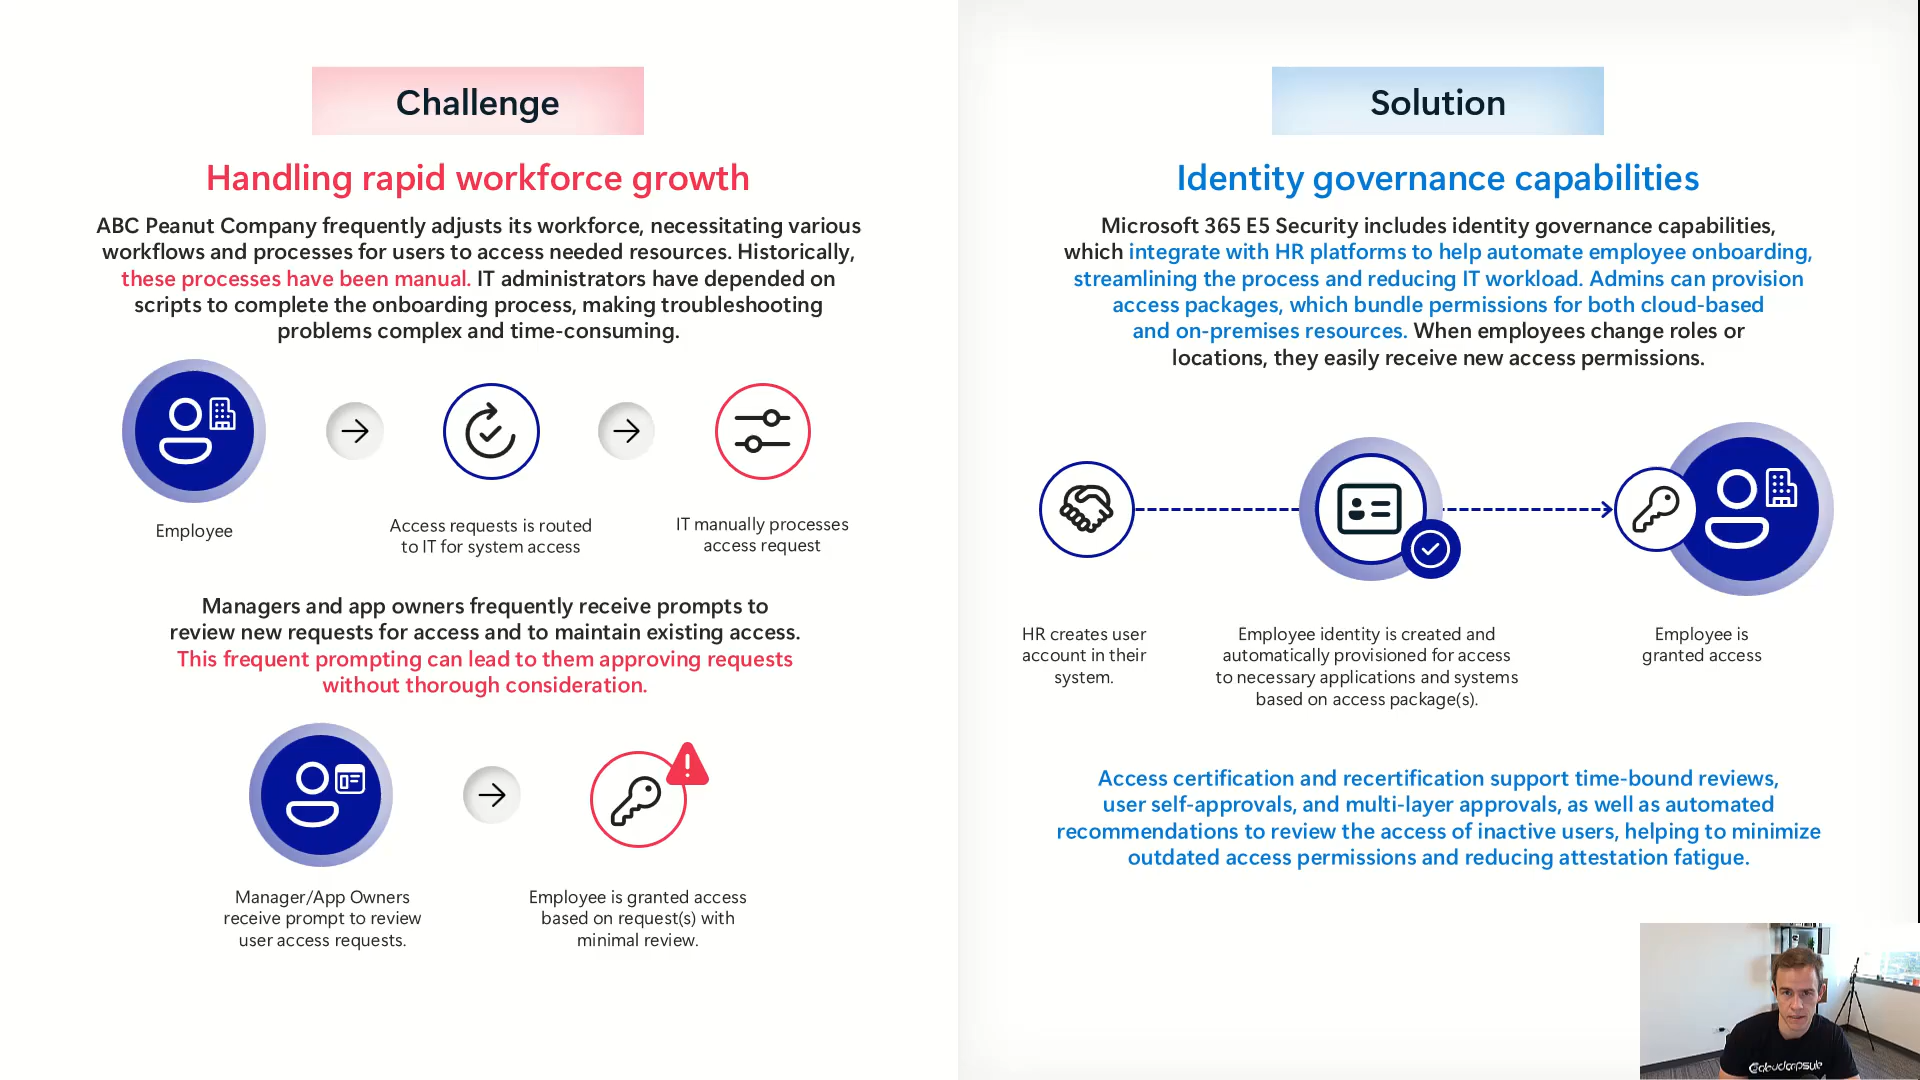 Challenge
Handling rapid workforce growth
ABC Peanut Company frequently adjusts its workforce, necessitating various
workflows and processes for users to access needed resources. Historically,
these processes have been manual. IT administrators have depended on
scripts to complete the onboarding process, making troubleshooting
problems complex and time-consuming.
Employee
Access requests is routed
to IT for system access
IT manually processes
access request
Managers and app owners frequently receive prompts to
review new requests for access and to maintain existing access.
This frequent prompting can lead to them approving requests
without thorough consideration.
Manager/App Owners
receive prompt to review
user access requests.
Employee is granted access
based on request(s) with
minimal review.
Solution
Identity governance capabilities
Microsoft 365 E5 Security includes identity governance capabilities,
which integrate with HR platforms to help automate employee onboarding,
streamlining the process and reducing IT workload. Admins can provision
access packages, which bundle permissions for both cloud-based
and on-premises resources. When employees change roles or
locations, they easily receive new access permissions.
HR creates user
account in their
system.
Employee identity is created and
automatically provisioned for access
to necessary applications and systems
based on access package(s).
Employee is
granted access
Access certification and recertification support time-bound reviews,
user self-approvals, and multi-layer approvals, as well as automated
recommendations to review the access of inactive users, helping to minimize
outdated access permissions and reducing attestation fatigue.